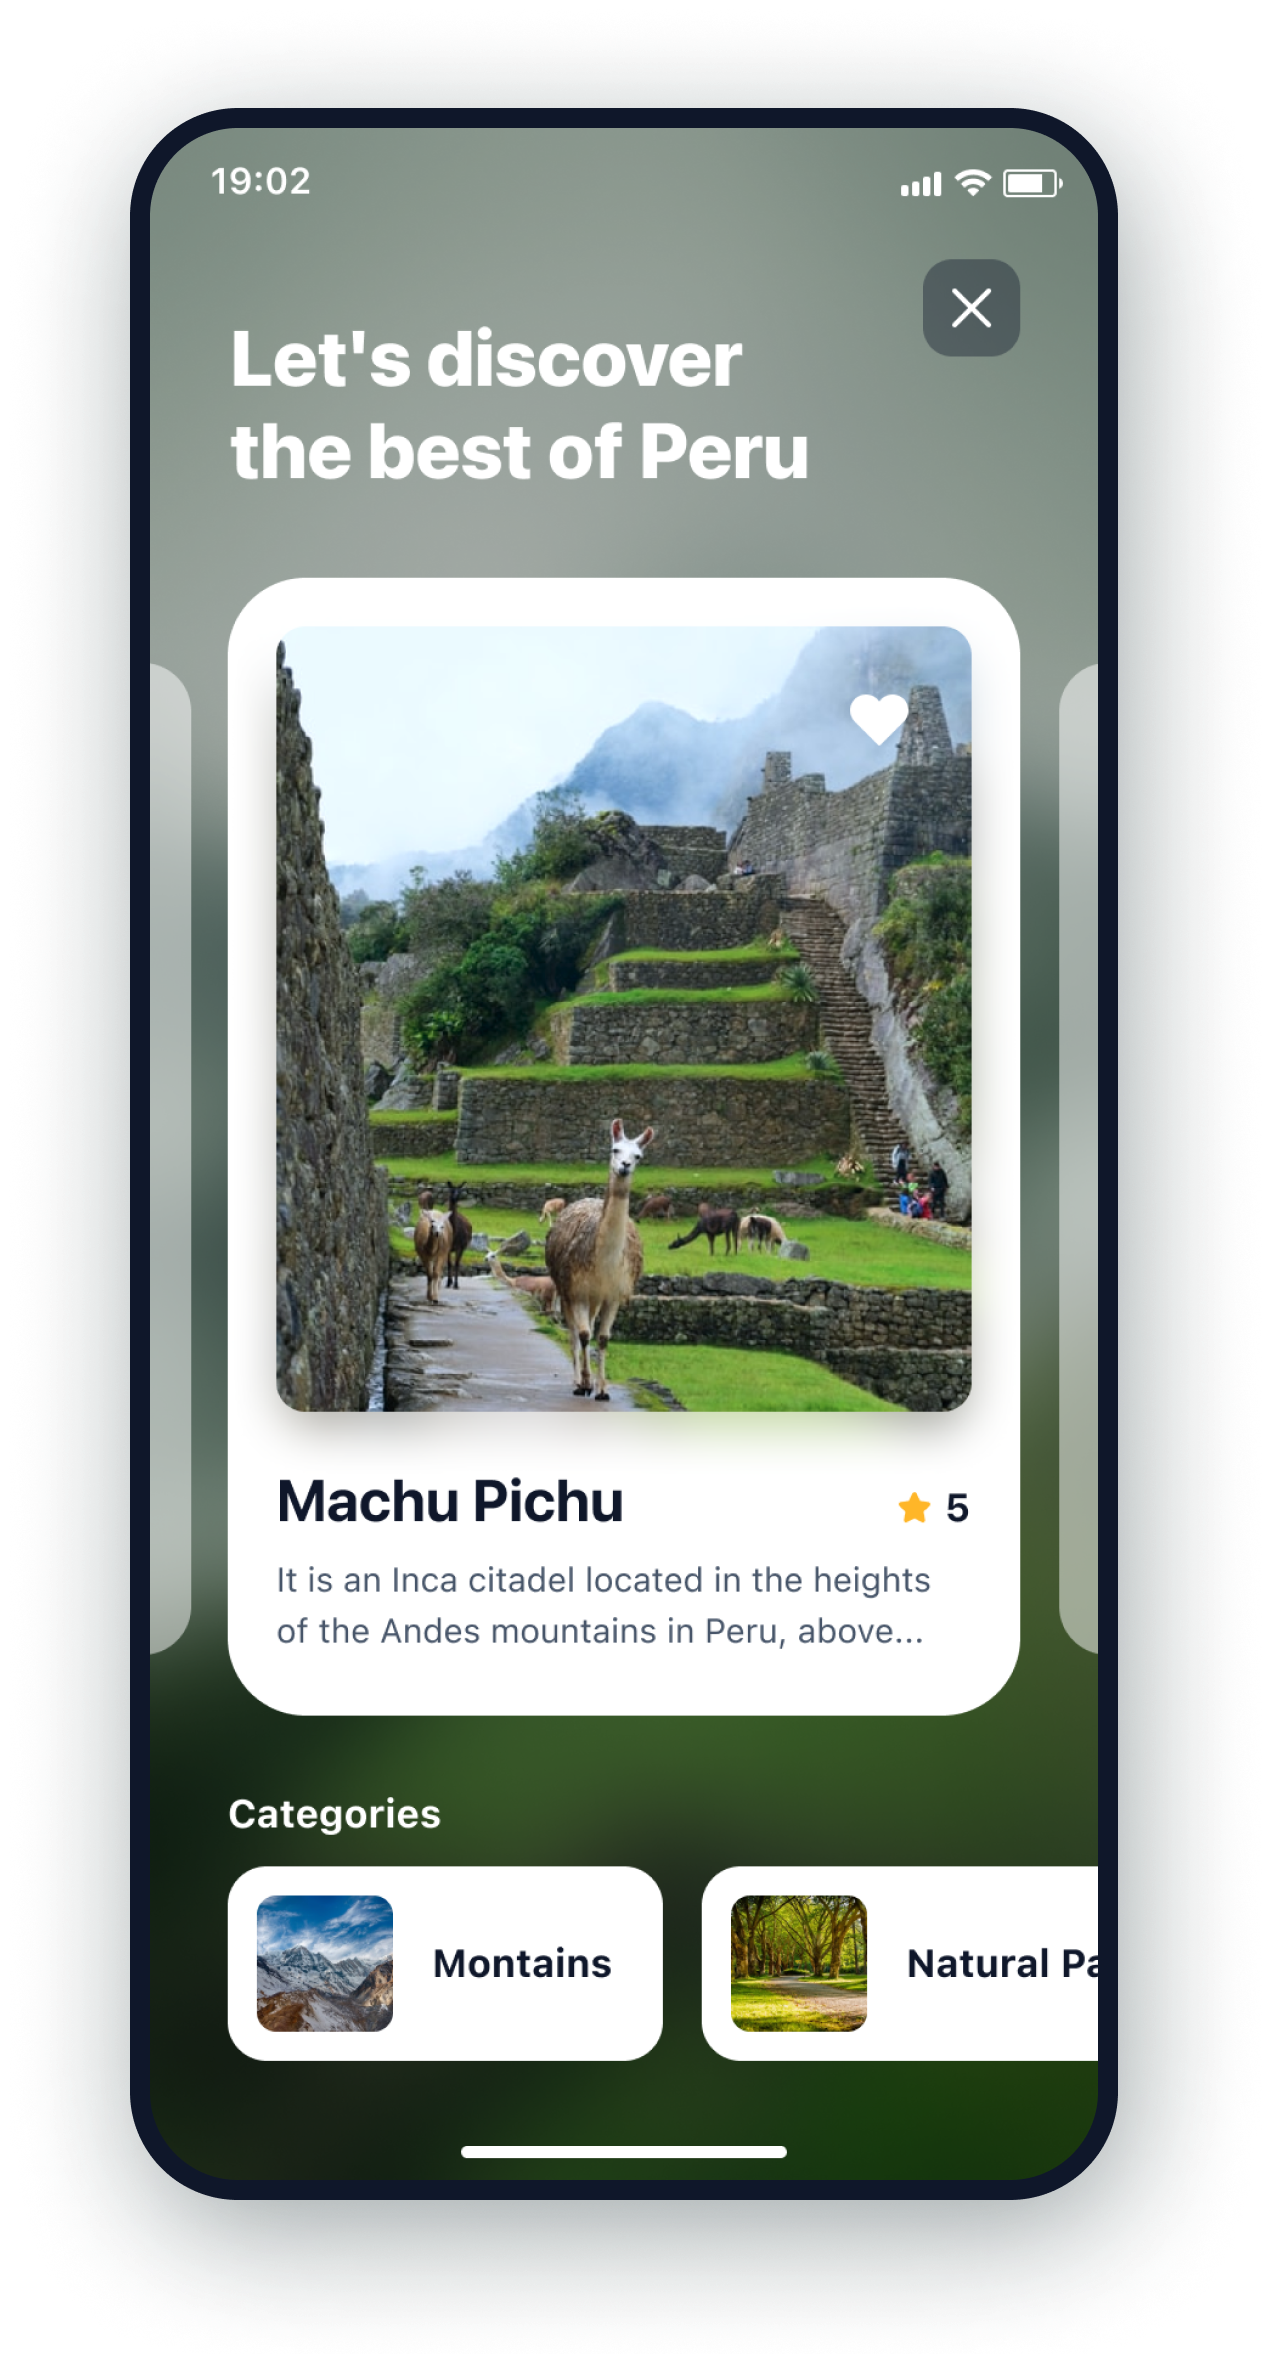 19:02
Let's discover
the best of Peru
Machu Pichu
5
It is an Inca citadel located in the heights
of the Andes mountains in Peru, above...
Categories
Montains
Natural Pa